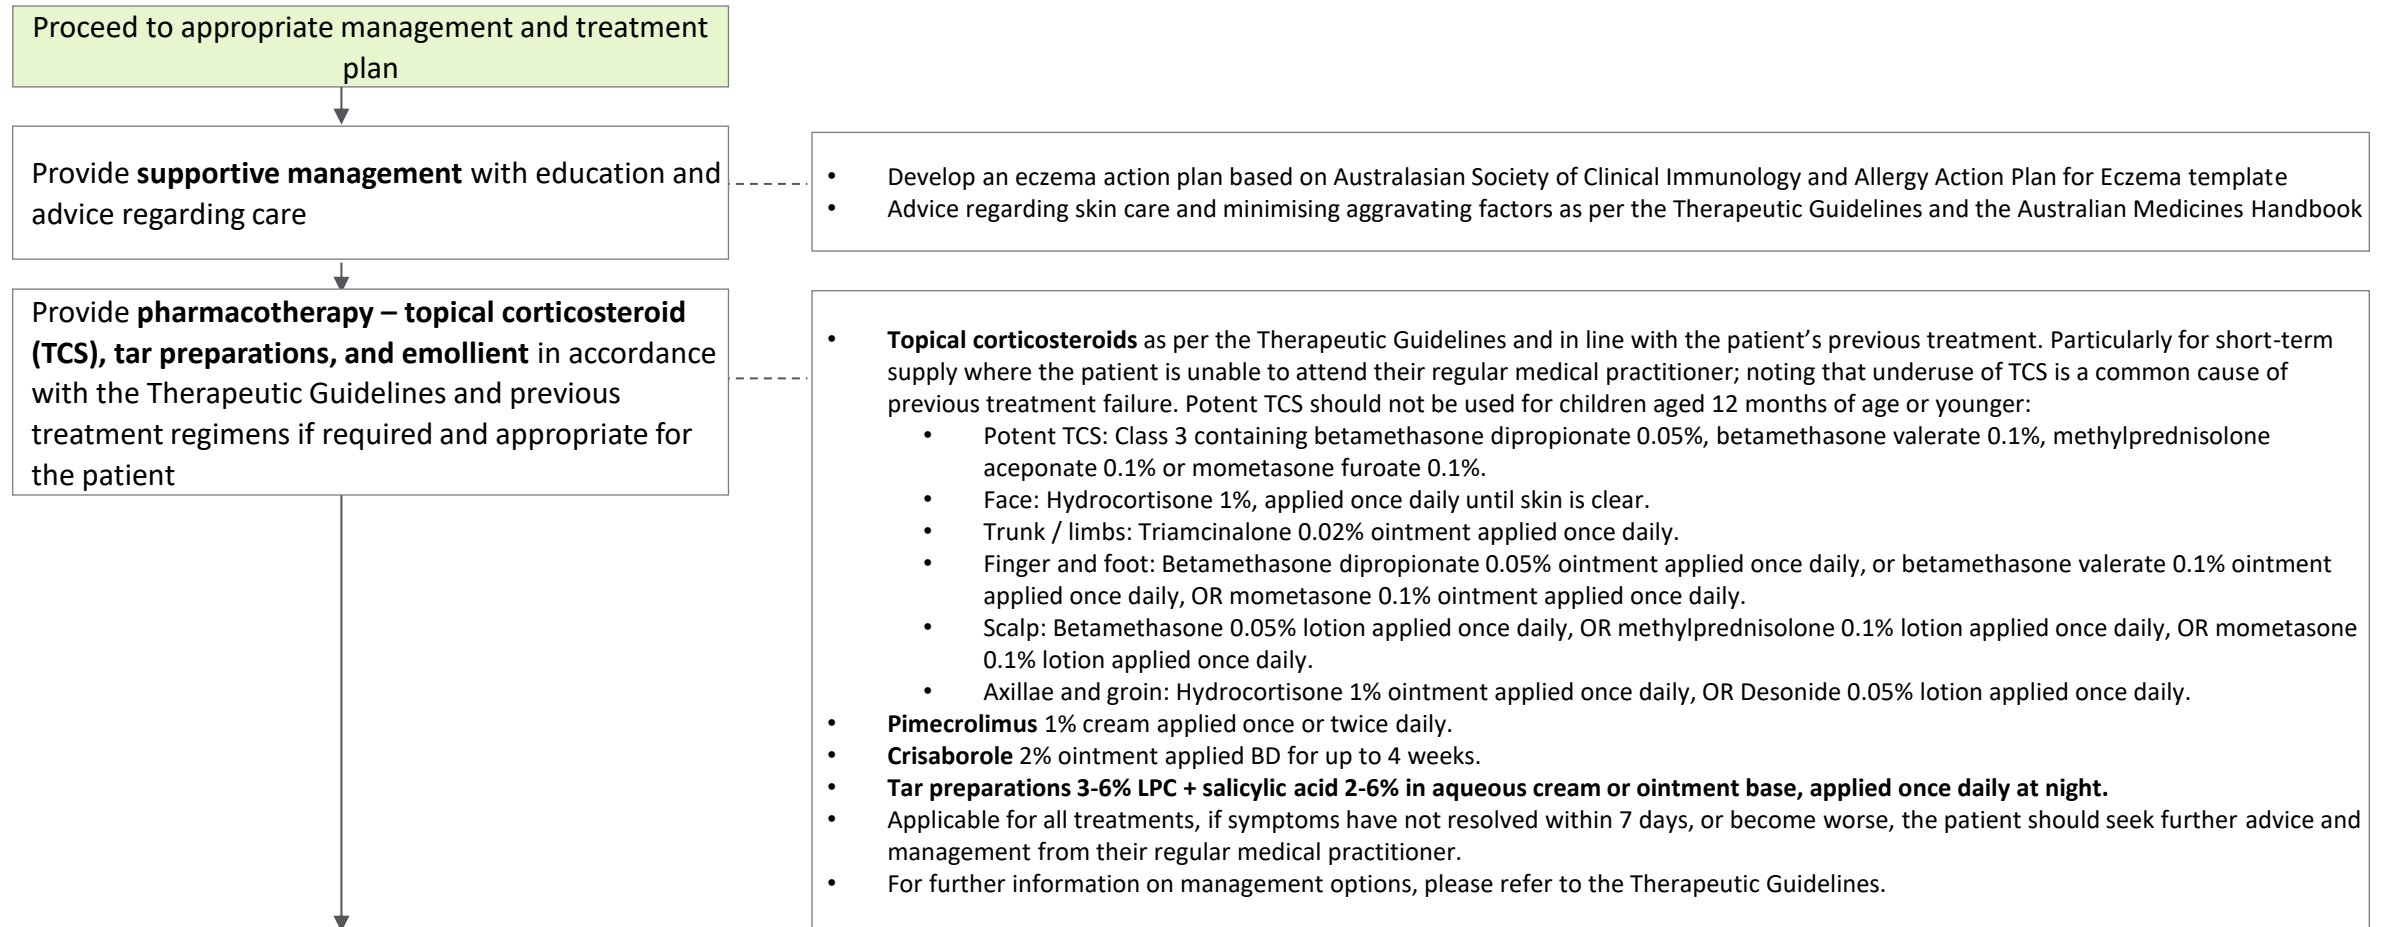 Proceed to appropriate management and treatment
plan
Provide supportive management with education and
advice regarding care
• Develop an eczema action plan based on Australasian Society of Clinical Immunology and Allergy Action Plan for Eczema template
• Advice regarding skin care and minimising aggravating factors as per the Therapeutic Guidelines and the Australian Medicines Handbook
Provide pharmacotherapy – topical corticosteroid
(TCS), tar preparations, and emollient in accordance
with the Therapeutic Guidelines and previous
treatment regimens if required and appropriate for
the patient
• Topical corticosteroids as per the Therapeutic Guidelines and in line with the patient’s previous treatment. Particularly for short-term
supply where the patient is unable to attend their regular medical practitioner; noting that underuse of TCS is a common cause of
previous treatment failure. Potent TCS should not be used for children aged 12 months of age or younger:
• Potent TCS: Class 3 containing betamethasone dipropionate 0.05%, betamethasone valerate 0.1%, methylprednisolone
aceponate 0.1% or mometasone furoate 0.1%.
• Face: Hydrocortisone 1%, applied once daily until skin is clear.
• Trunk / limbs: Triamcinalone 0.02% ointment applied once daily.
• Finger and foot: Betamethasone dipropionate 0.05% ointment applied once daily, or betamethasone valerate 0.1% ointment
applied once daily, OR mometasone 0.1% ointment applied once daily.
• Scalp: Betamethasone 0.05% lotion applied once daily, OR methylprednisolone 0.1% lotion applied once daily, OR mometasone
0.1% lotion applied once daily.
• Axillae and groin: Hydrocortisone 1% ointment applied once daily, OR Desonide 0.05% lotion applied once daily.
• Pimecrolimus 1% cream applied once or twice daily.
• Crisaborole 2% ointment applied BD for up to 4 weeks.
• Tar preparations 3-6% LPC + salicylic acid 2-6% in aqueous cream or ointment base, applied once daily at night.
• Applicable for all treatments, if symptoms have not resolved within 7 days, or become worse, the patient should seek further advice and
management from their regular medical practitioner.
• For further information on management options, please refer to the Therapeutic Guidelines.